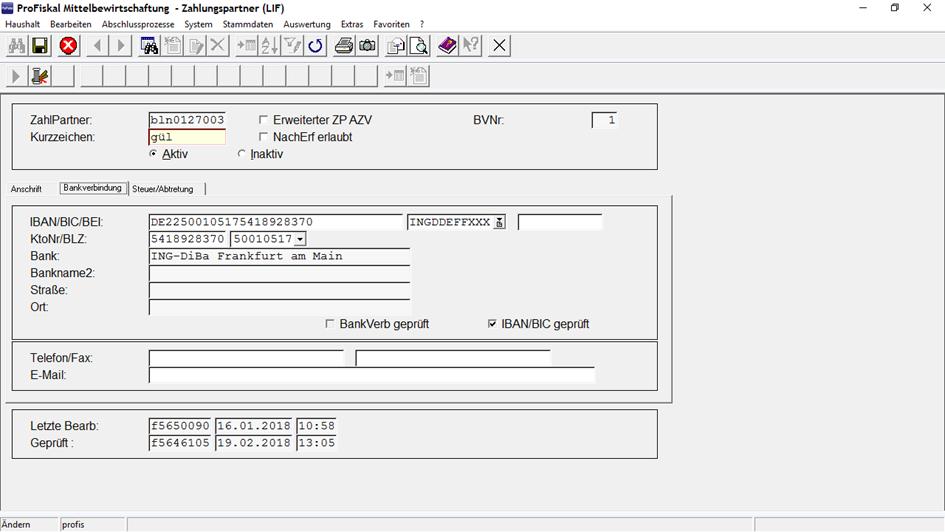 ProFiskal Mittelbewirtschaftung - Zahlungspartner (LIF)
Haushalt Bearbeiten Abschlussprozesse System Stammdaten Auswertung Extras Favoriten ?
ZahlPartner: bln0127003 Erweiterter ZP AZV BVNr: 1
Kurzzeichen: gül NachErf erlaubt
Aktiv Inaktiv
Anschrift Bankverbindung Steuer/Abtretung
IBAN/BIC/BEI: DE22500105175418928370 INGDDEFFXXX
KtoNr/BLZ: 5418928370 50010517
Bank: ING-DiBa Frankfurt am Main
Bankname2:
Straße:
Ort:
BankVerb geprüft IBAN/BIC geprüft
Telefon/Fax:
E-Mail:
Letzte Bearb: f5650090 16.01.2018 10:58
Geprüft : f5646105 19.02.2018 13:05
Ändern profis